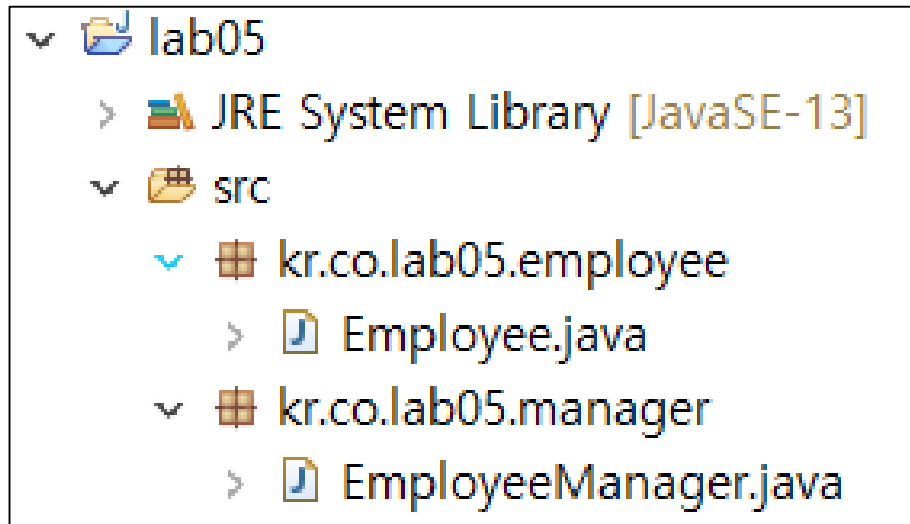 lab05
JRE System Library [JavaSE-13]
src
kr.co.lab05.employee
Employee.java
kr.co.lab05.manager
EmployeeManager.java